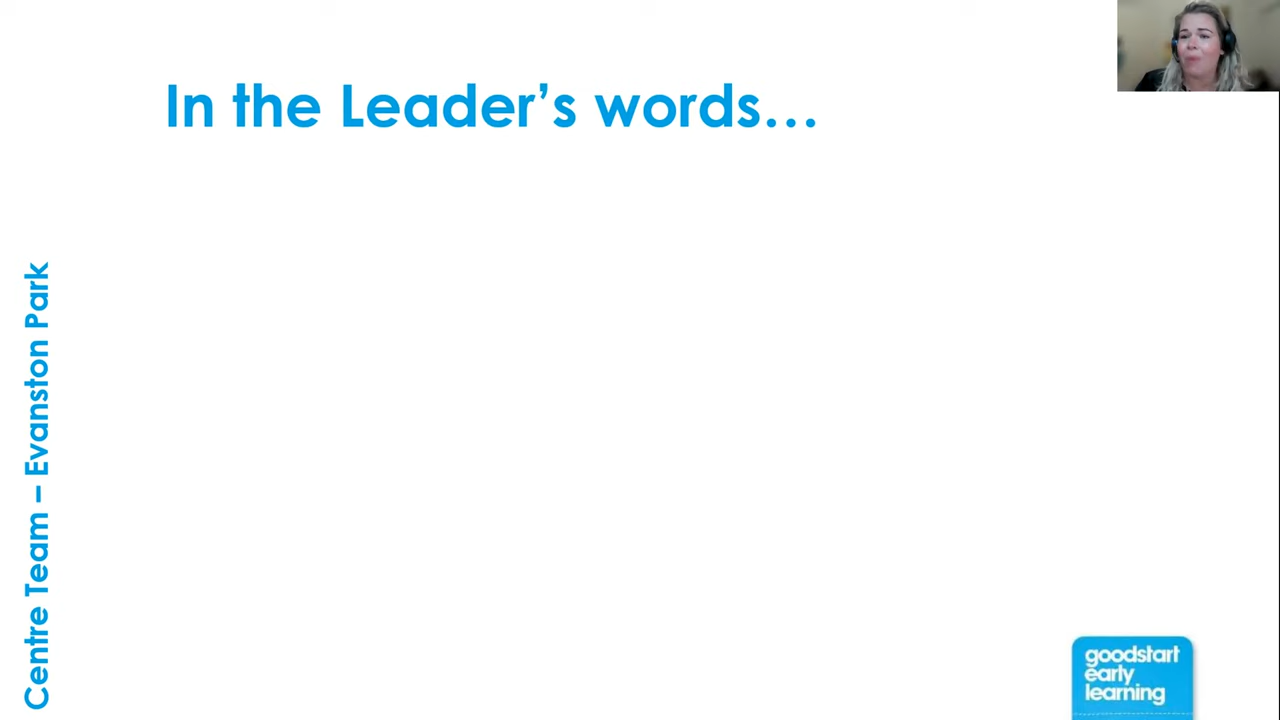 In the Leader’s words…
Centre Team – Evanston Park
goodstart
early
learning